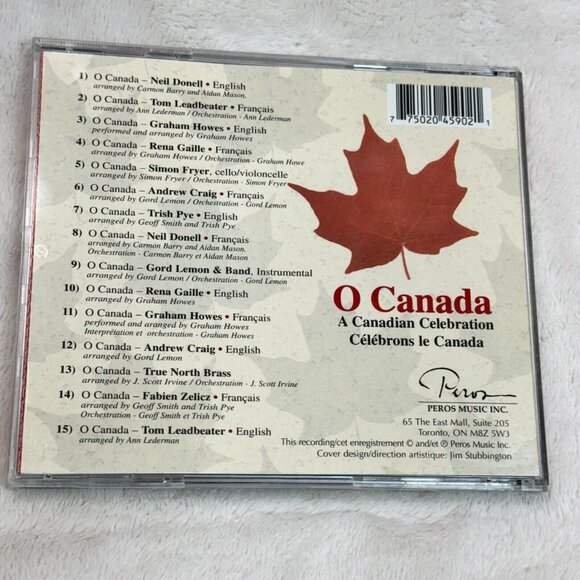 1) O Canada – Neil Donell • English
arranged by Carmon Barry and Aidan Mason.
2) O Canada – Tom Leadbeater • Français
arranged by Ann Lederman / Orchestration - Ann Lederman
3) O Canada – Graham Howes • English
performed and arranged by Graham Howes
4) O Canada – Rena Gaille • Français
arranged by Graham Howes / Orchestration - Graham Howe
5) O Canada – Simon Fryer, cello/violoncelle
arranged by Simon Fryer / Orchestration - Simon Fryer
6) O Canada – Andrew Craig • Français
arranged by Gord Lemon / Orchestration - Gord Lemon
7) O Canada – Trish Pye • English
arranged by Geoff Smith and Trish Pye
8) O Canada – Neil Donell • Français
arranged by Carmon Barry and Aidan Mason.
Orchestration - Carmon Barry et Aidan Mason
9) O Canada – Gord Lemon & Band, Instrumental
arranged by Gord Lemon / Orchestration - Gord Lemon
10) O Canada – Rena Gaille • English
arranged by Graham Howes
11) O Canada – Graham Howes • Français
performed and arranged by Graham Howes
Interprétation et orchestration - Graham Howes
12) O Canada – Andrew Craig • English
arranged by Gord Lemon
13) O Canada – True North Brass
arranged by J. Scott Irvine / Orchestration - J. Scott Irvine
14) O Canada – Fabien Zelicz • Français
arranged by Geoff Smith and Trish Pye
Orchestration - Geoff Smith et Trish Pye
15) O Canada – Tom Leadbeater • English
arranged by Ann Lederman
7 75020 45902 1
O Canada
A Canadian Celebration
Célébrons le Canada
Peros
PEROS MUSIC INC.
65 The East Mall, Suite 205
Toronto, ON M8Z 5W3
This recording/cet enregistrement © and/et ℗ Peros Music Inc.
Cover design/direction artistique: Jim Stubbington